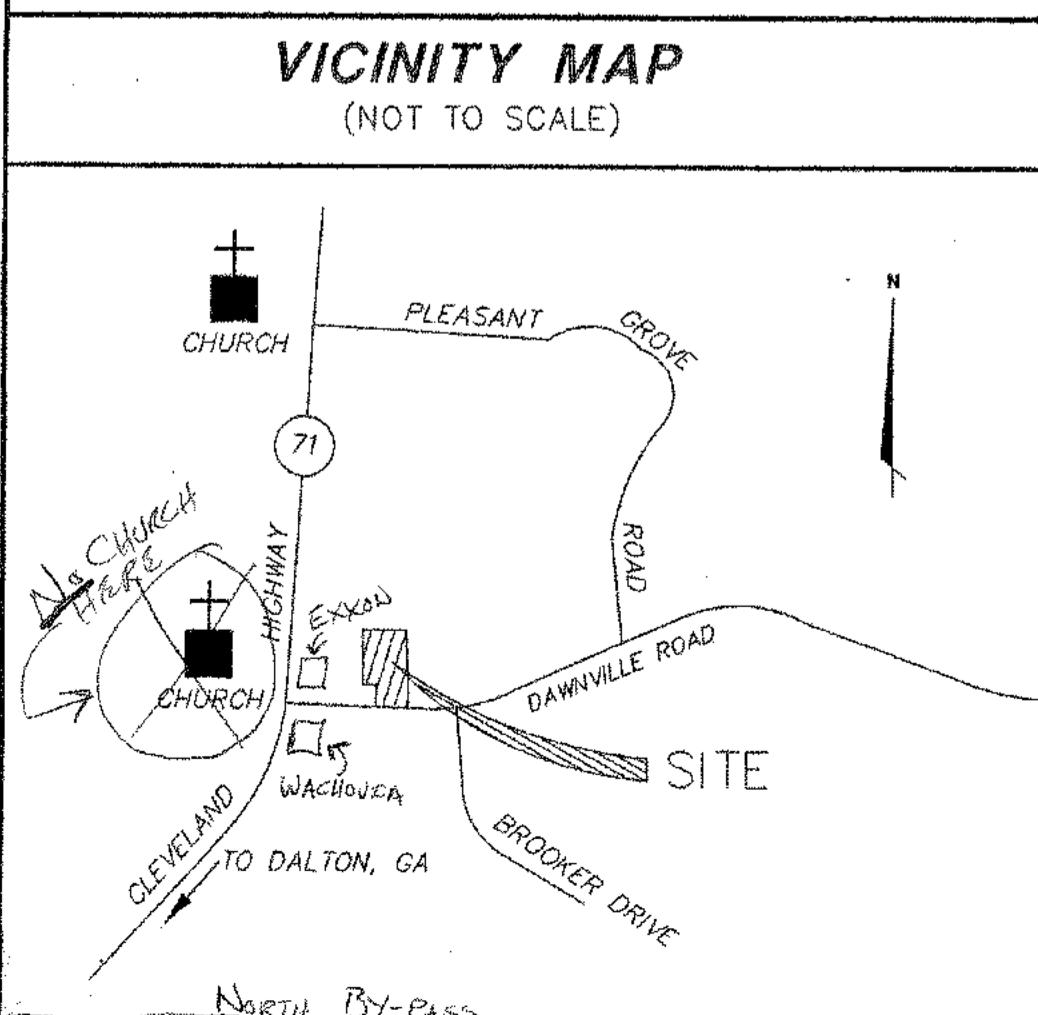 VICINITY MAP
(NOT TO SCALE)
CHURCH
PLEASANT GROVE ROAD
N
71
No CHURCH
HERE
CHURCH
HIGHWAY
EXXON
DAWNVILLE ROAD
SITE
WACHOVIA
CLEVELAND
TO DALTON, GA
BROOKER DRIVE
NORTH BY-PASS